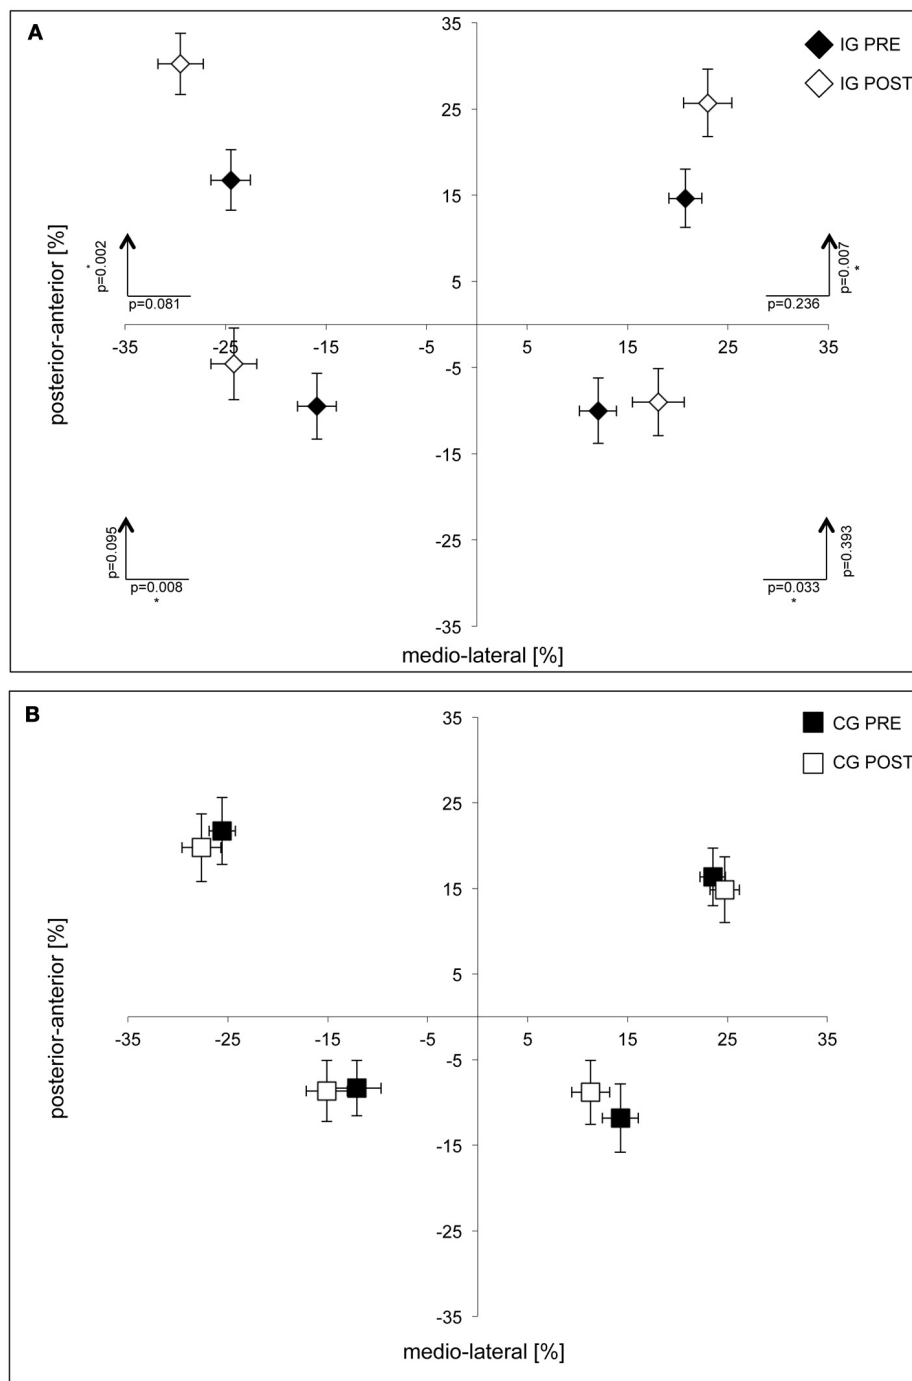 A
35
IG PRE
IG POST
25
15
5
posterior-anterior [%]
*
p=0.002
p=0.081
p=0.007
*
p=0.236
-35 -25 -15 -5 5 15 25 35
-5
-15
-25
-35
p=0.095
p=0.008
*
p=0.393
p=0.033
*
medio-lateral [%]
B
35
CG PRE
CG POST
25
15
5
posterior-anterior [%]
-35 -25 -15 -5 5 15 25 35
-5
-15
-25
-35
medio-lateral [%]